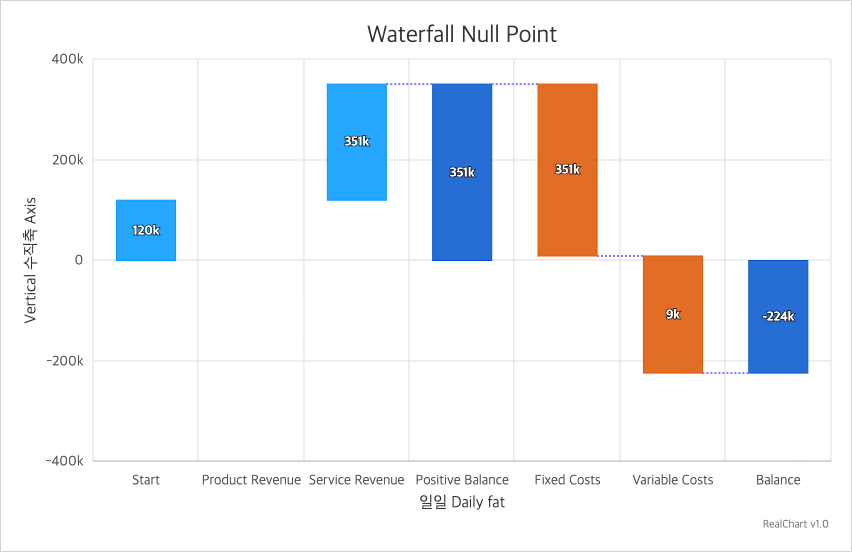 Waterfall Null Point
400k
200k
0
-200k
-400k
Vertical 수직축 Axis
120k
351k
351k
351k
9k
-224k
Start
Product Revenue
Service Revenue
Positive Balance
Fixed Costs
Variable Costs
Balance
일일 Daily fat
RealChart v1.0